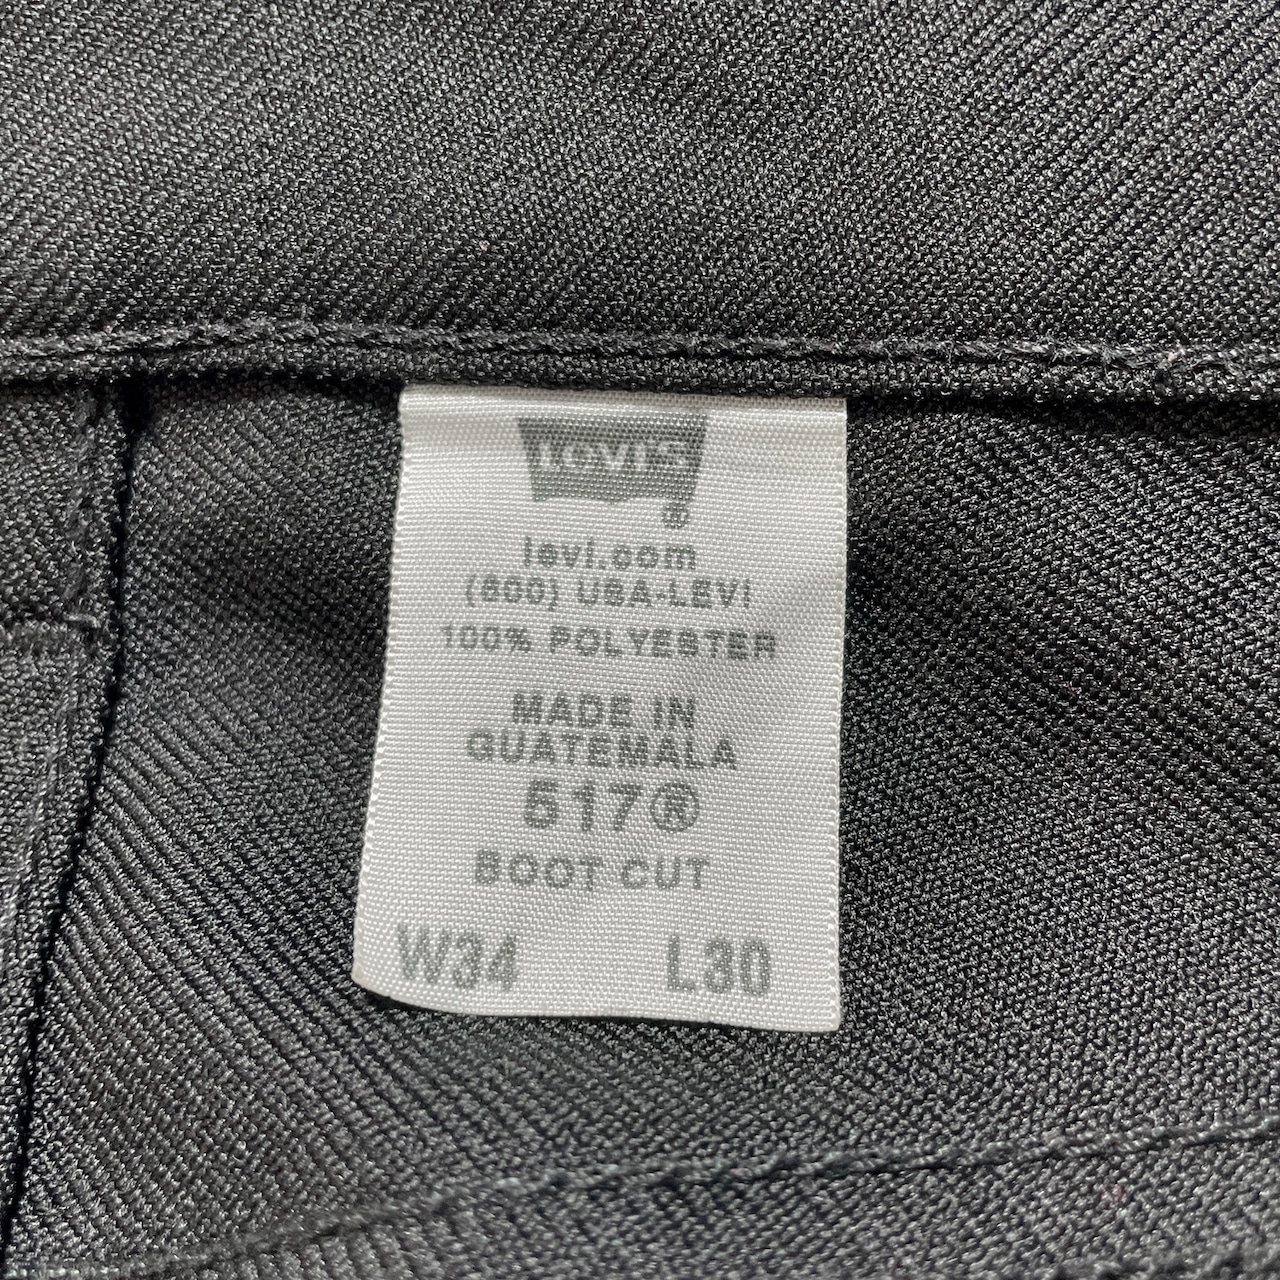 Levi's
®
levi.com
(800) USA-LEVI
100% POLYESTER
MADE IN
GUATEMALA
517®
BOOT CUT
W34 L30